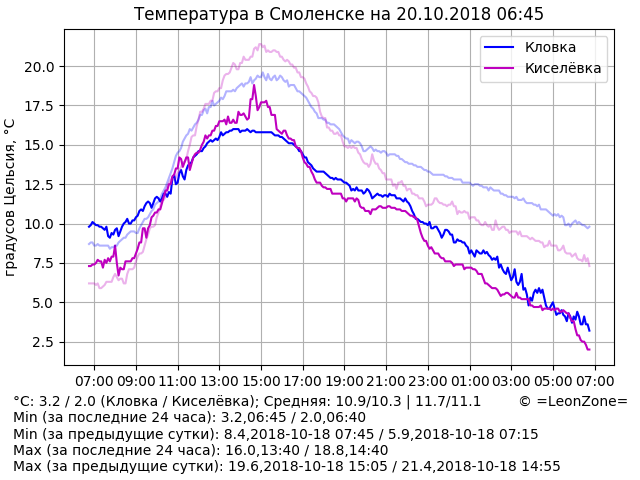 Температура в Смоленске на 20.10.2018 06:45
Кловка
Киселёвка
градусов Цельсия, °C
20.0
17.5
15.0
12.5
10.0
7.5
5.0
2.5
07:00 09:00 11:00 13:00 15:00 17:00 19:00 21:00 23:00 01:00 03:00 05:00 07:00
°C: 3.2 / 2.0 (Кловка / Киселёвка); Средняя: 10.9/10.3 | 11.7/11.1 © =LeonZone=
Min (за последние 24 часа): 3.2,06:45 / 2.0,06:40
Min (за предыдущие сутки): 8.4,2018-10-18 07:45 / 5.9,2018-10-18 07:15
Max (за последние 24 часа): 16.0,13:40 / 18.8,14:40
Max (за предыдущие сутки): 19.6,2018-10-18 15:05 / 21.4,2018-10-18 14:55